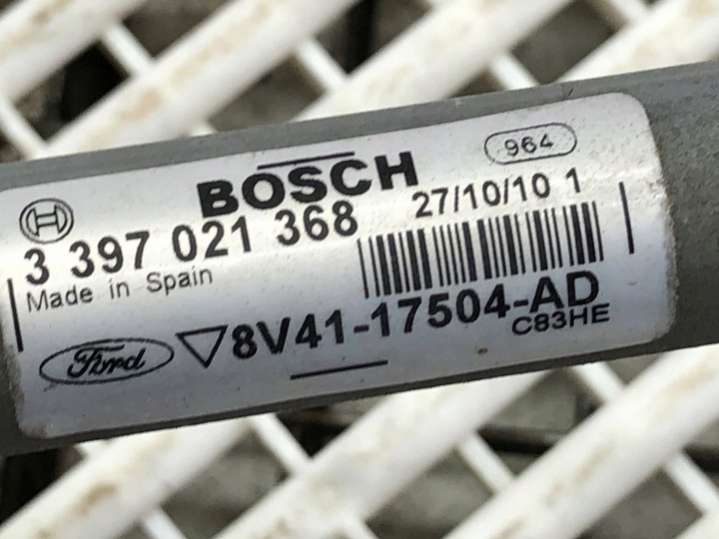 BOSCH 964
3 397 021 368 27/10/10 1
Made in Spain
Ford 8V41-17504-AD
C83HE